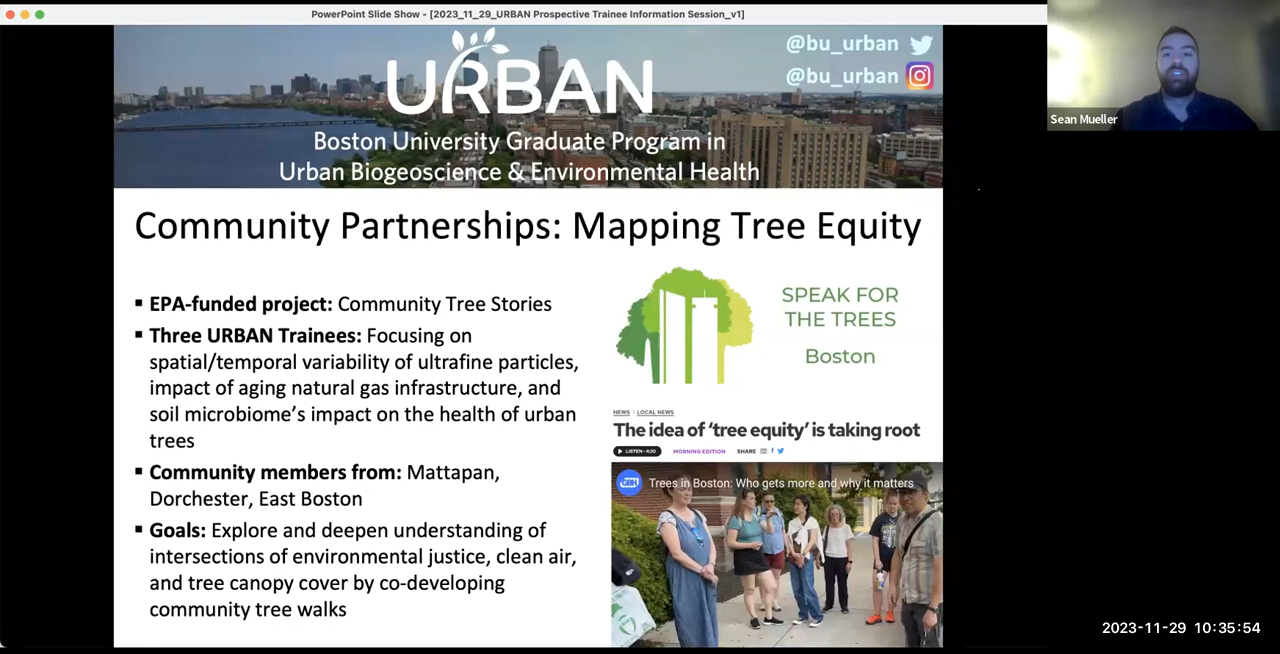 PowerPoint Slide Show - [2023_11_29_URBAN Prospective Trainee Information Session_v1]
@bu_urban
@bu_urban
URBAN
Boston University Graduate Program in
Urban Biogeoscience & Environmental Health
Sean Mueller
Community Partnerships: Mapping Tree Equity
▪ EPA-funded project: Community Tree Stories
▪ Three URBAN Trainees: Focusing on
spatial/temporal variability of ultrafine particles,
impact of aging natural gas infrastructure, and
soil microbiome’s impact on the health of urban
trees
▪ Community members from: Mattapan,
Dorchester, East Boston
▪ Goals: Explore and deepen understanding of
intersections of environmental justice, clean air,
and tree canopy cover by co-developing
community tree walks
SPEAK FOR
THE TREES
Boston
NEWS LOCAL NEWS
The idea of ‘tree equity’ is taking root
LISTEN • 4:20 MORNING EDITION SHARE
GBH Trees in Boston: Who gets more and why it matters
2023-11-29 10:35:54